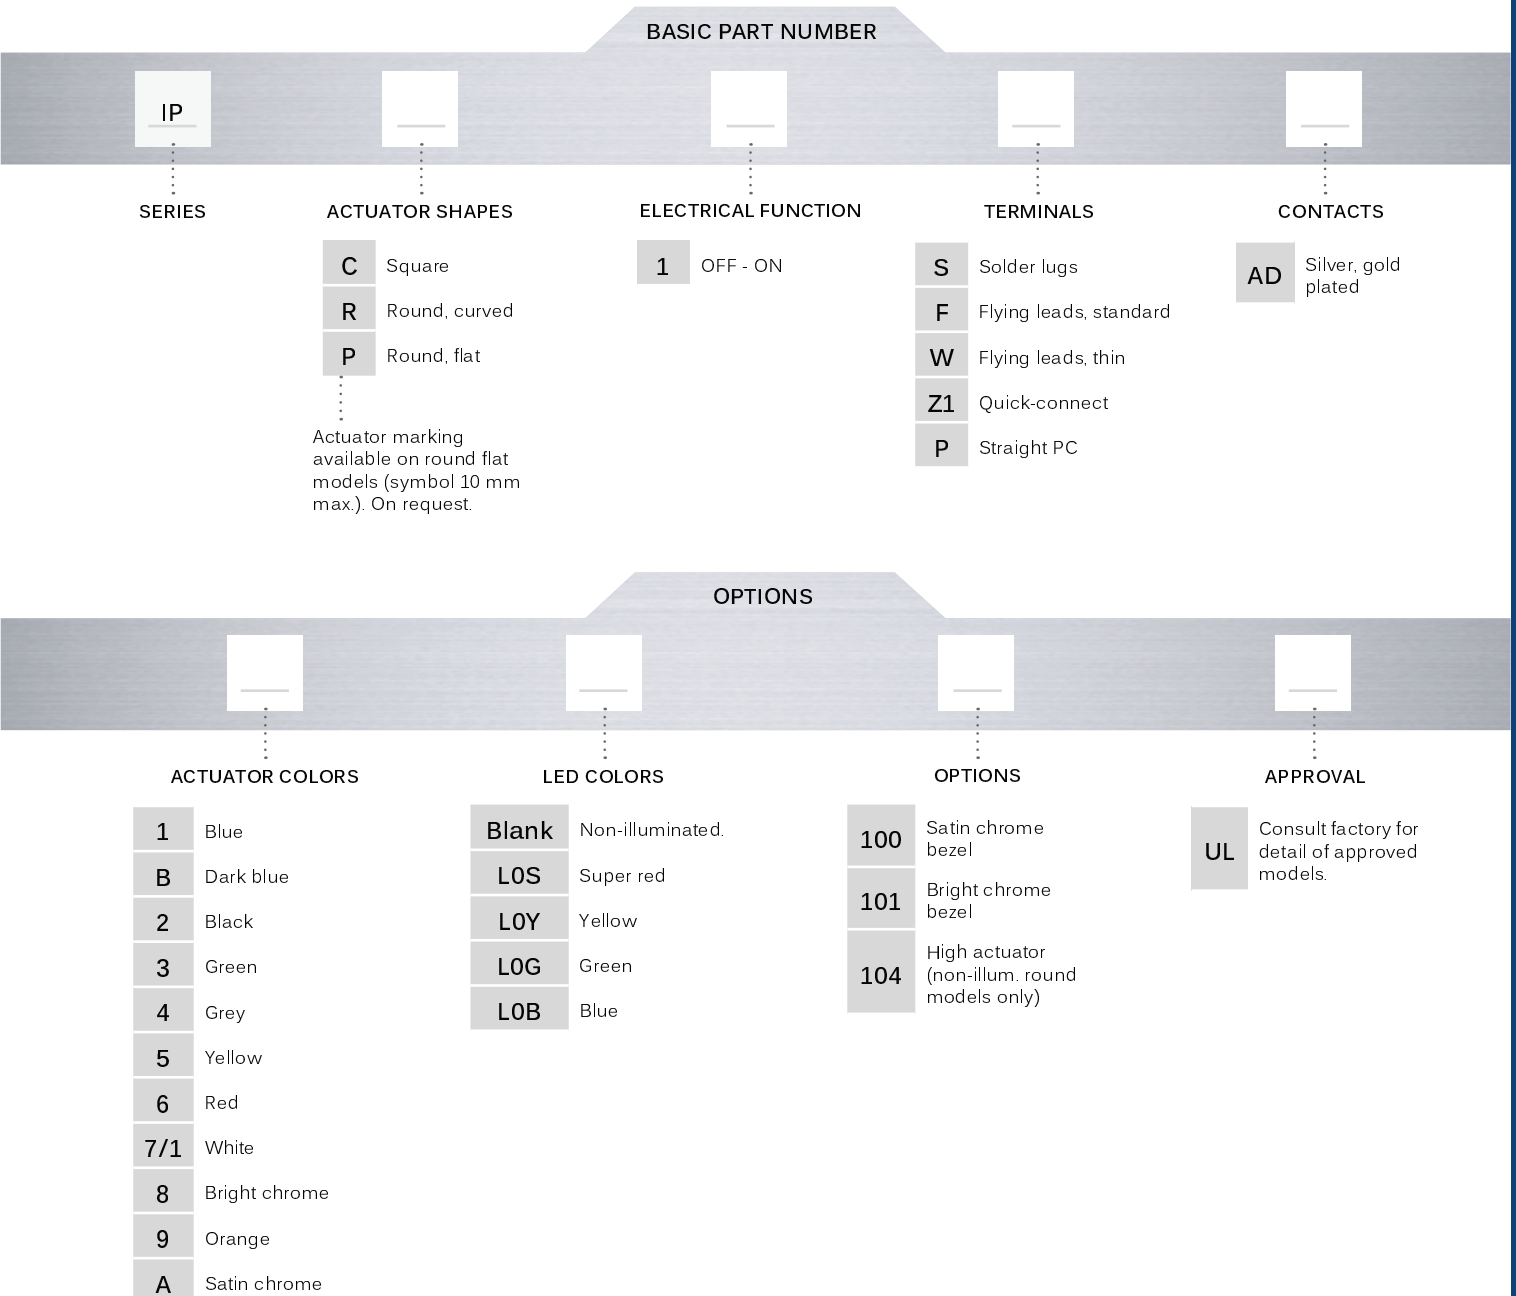 BASIC PART NUMBER
IP
SERIES
ACTUATOR SHAPES
C Square
R Round, curved
P Round, flat
Actuator marking
available on round flat
models (symbol 10 mm
max.). On request.
ELECTRICAL FUNCTION
1 OFF - ON
TERMINALS
S Solder lugs
F Flying leads, standard
W Flying leads, thin
Z1 Quick-connect
P Straight PC
CONTACTS
AD Silver, gold
plated
OPTIONS
ACTUATOR COLORS
1 Blue
B Dark blue
2 Black
3 Green
4 Grey
5 Yellow
6 Red
7/1 White
8 Bright chrome
9 Orange
A Satin chrome
LED COLORS
Blank Non-illuminated.
L0S Super red
L0Y Yellow
L0G Green
L0B Blue
OPTIONS
100 Satin chrome
bezel
101 Bright chrome
bezel
104 High actuator
(non-illum. round
models only)
APPROVAL
UL Consult factory for
detail of approved
models.